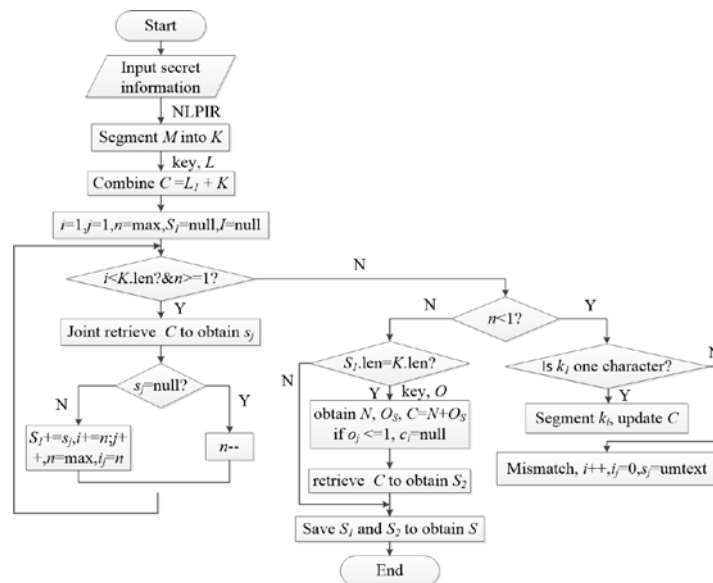 Start
Input secret
information
NLPIR
Segment M into K
key, L
Combine C =L₁ + K
i=1,j=1,n=max,S₁=null,I=null
i<K.len?&n>=1?
N
Y
Joint retrieve C to obtain sⱼ
sⱼ=null?
N
Y
S₁+=sⱼ,i+=n;j+
+,n=max,iⱼ=n
n--
n<1?
N
Y
S₁.len=K.len?
N
Y
key, O
obtain N, Oₛ, C=N+Oₛ
if oⱼ <=1, cᵢ=null
retrieve C to obtain S₂
Save S₁ and S₂ to obtain S
End
Is kᵢ one character?
N
Y
Segment kᵢ, update C
Mismatch, i++,iⱼ=0,sⱼ=umtext